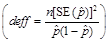 (deff = n[SE(p̂)]² / p̂(1 − p̂))